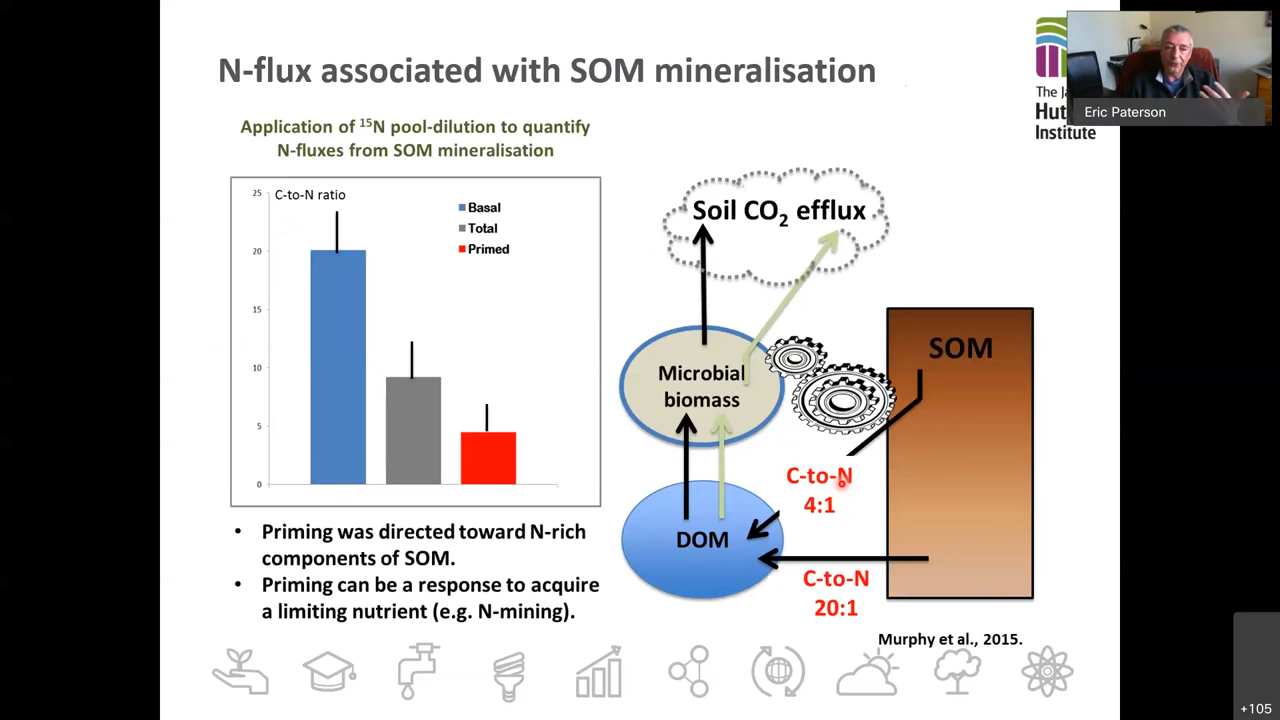 N-flux associated with SOM mineralisation
Application of ¹⁵N pool-dilution to quantify
N-fluxes from SOM mineralisation
C-to-N ratio
25
20
15
10
5
0
Basal
Total
Primed
• Priming was directed toward N-rich
components of SOM.
• Priming can be a response to acquire
a limiting nutrient (e.g. N-mining).
Soil CO₂ efflux
Microbial
biomass
DOM
SOM
C-to-N
4:1
C-to-N
20:1
Murphy et al., 2015.
The
Institute
Eric Paterson
+105